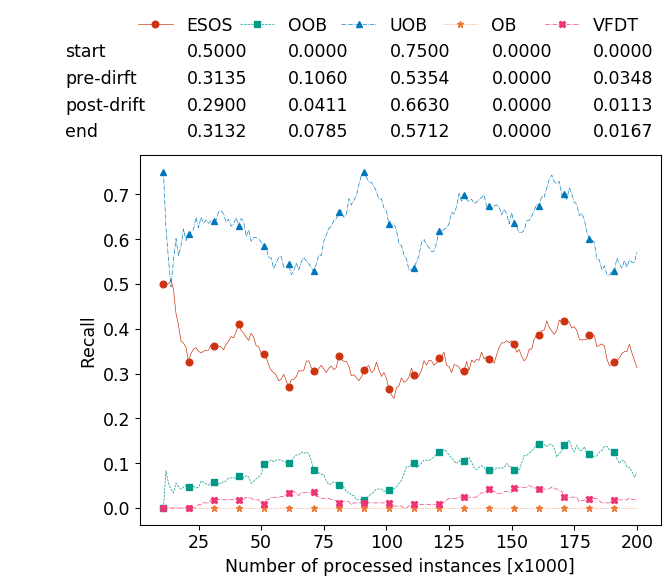 ESOS OOB UOB OB VFDT
start 0.5000 0.0000 0.7500 0.0000 0.0000
pre-dirft 0.3135 0.1060 0.5354 0.0000 0.0348
post-drift 0.2900 0.0411 0.6630 0.0000 0.0113
end 0.3132 0.0785 0.5712 0.0000 0.0167
0.7
0.6
0.5
0.4
0.3
0.2
0.1
0.0
Recall
25 50 75 100 125 150 175 200
Number of processed instances [x1000]